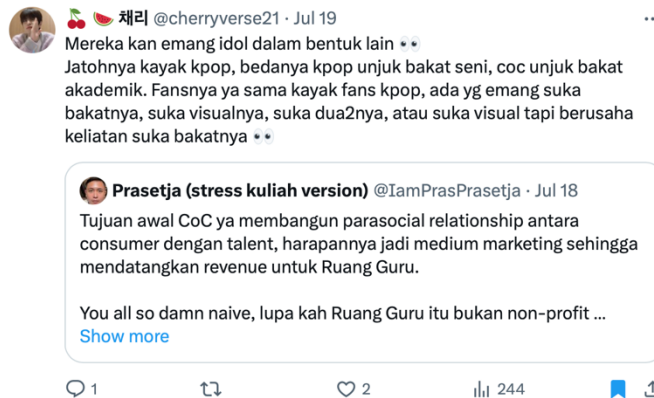 🍒 🍉 채리 @cherryverse21 · Jul 19
Mereka kan emang idol dalam bentuk lain 👀
Jatohnya kayak kpop, bedanya kpop unjuk bakat seni, coc unjuk bakat
akademik. Fansnya ya sama kayak fans kpop, ada yg emang suka
bakatnya, suka visualnya, suka dua2nya, atau suka visual tapi berusaha
keliatan suka bakatnya 👀
Prasetja (stress kuliah version) @IamPrasPrasetja · Jul 18
Tujuan awal CoC ya membangun parasocial relationship antara
consumer dengan talent, harapannya jadi medium marketing sehingga
mendatangkan revenue untuk Ruang Guru.
You all so damn naive, lupa kah Ruang Guru itu bukan non-profit ...
Show more
1 2 244